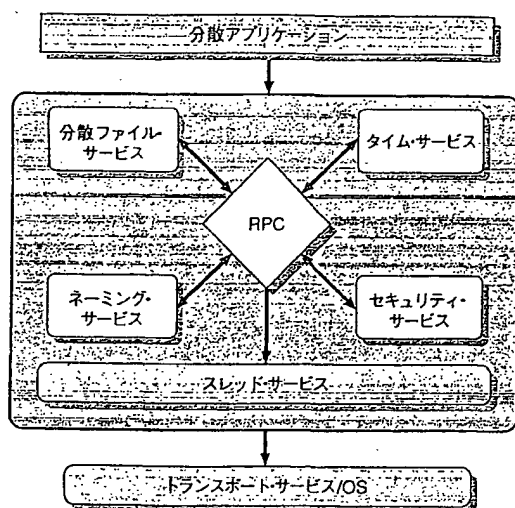 分散アプリケーション
分散ファイル・
サービス
タイム・サービス
RPC
ネーミング・
サービス
セキュリティ・
サービス
スレッド・サービス
トランスポート・サービス/OS